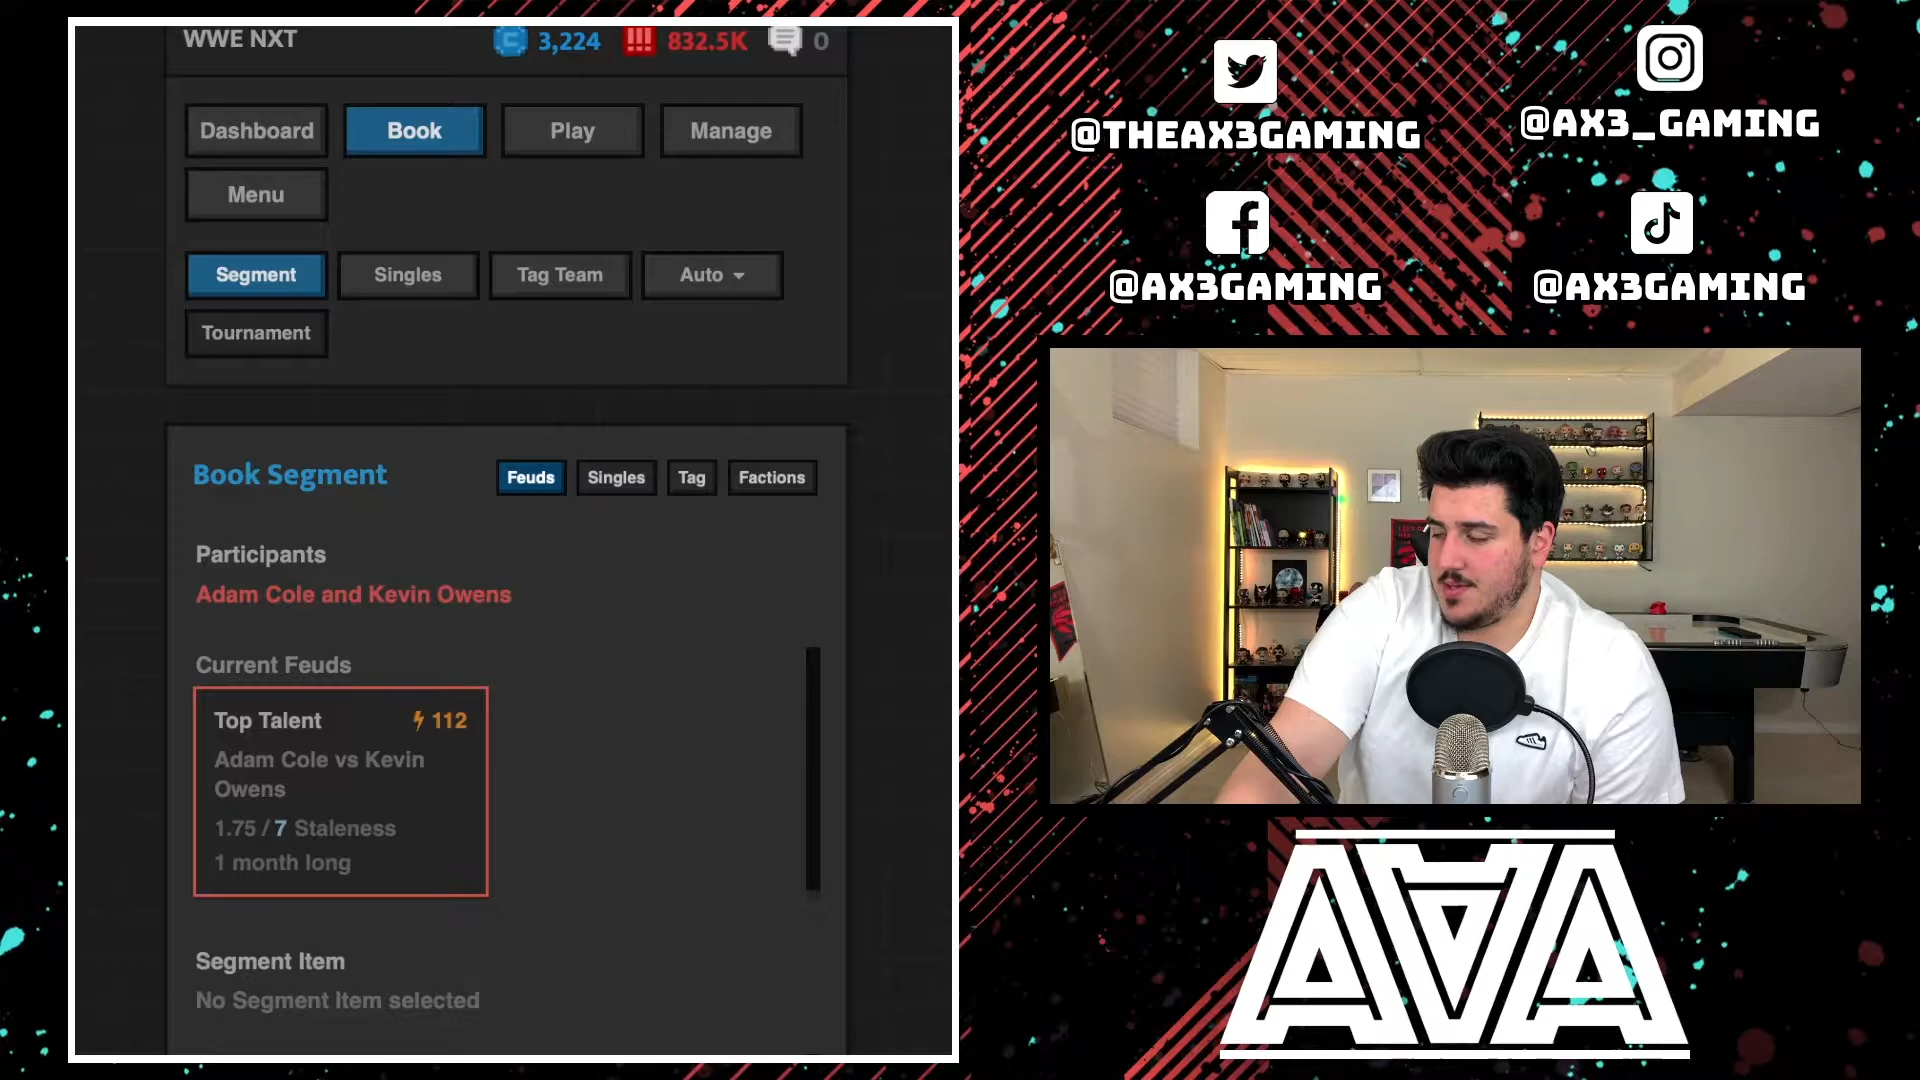 WWE NXT
3,224
832.5K
0
Dashboard
Book
Play
Manage
Menu
Segment
Singles
Tag Team
Auto
Tournament
Book Segment
Feuds
Singles
Tag
Factions
Participants
Adam Cole and Kevin Owens
Current Feuds
Top Talent
112
Adam Cole vs Kevin
Owens
1.75 / 7 Staleness
1 month long
Segment Item
No Segment Item selected
@THEAX3GAMING
@AX3_GAMING
@AX3GAMING
@AX3GAMING